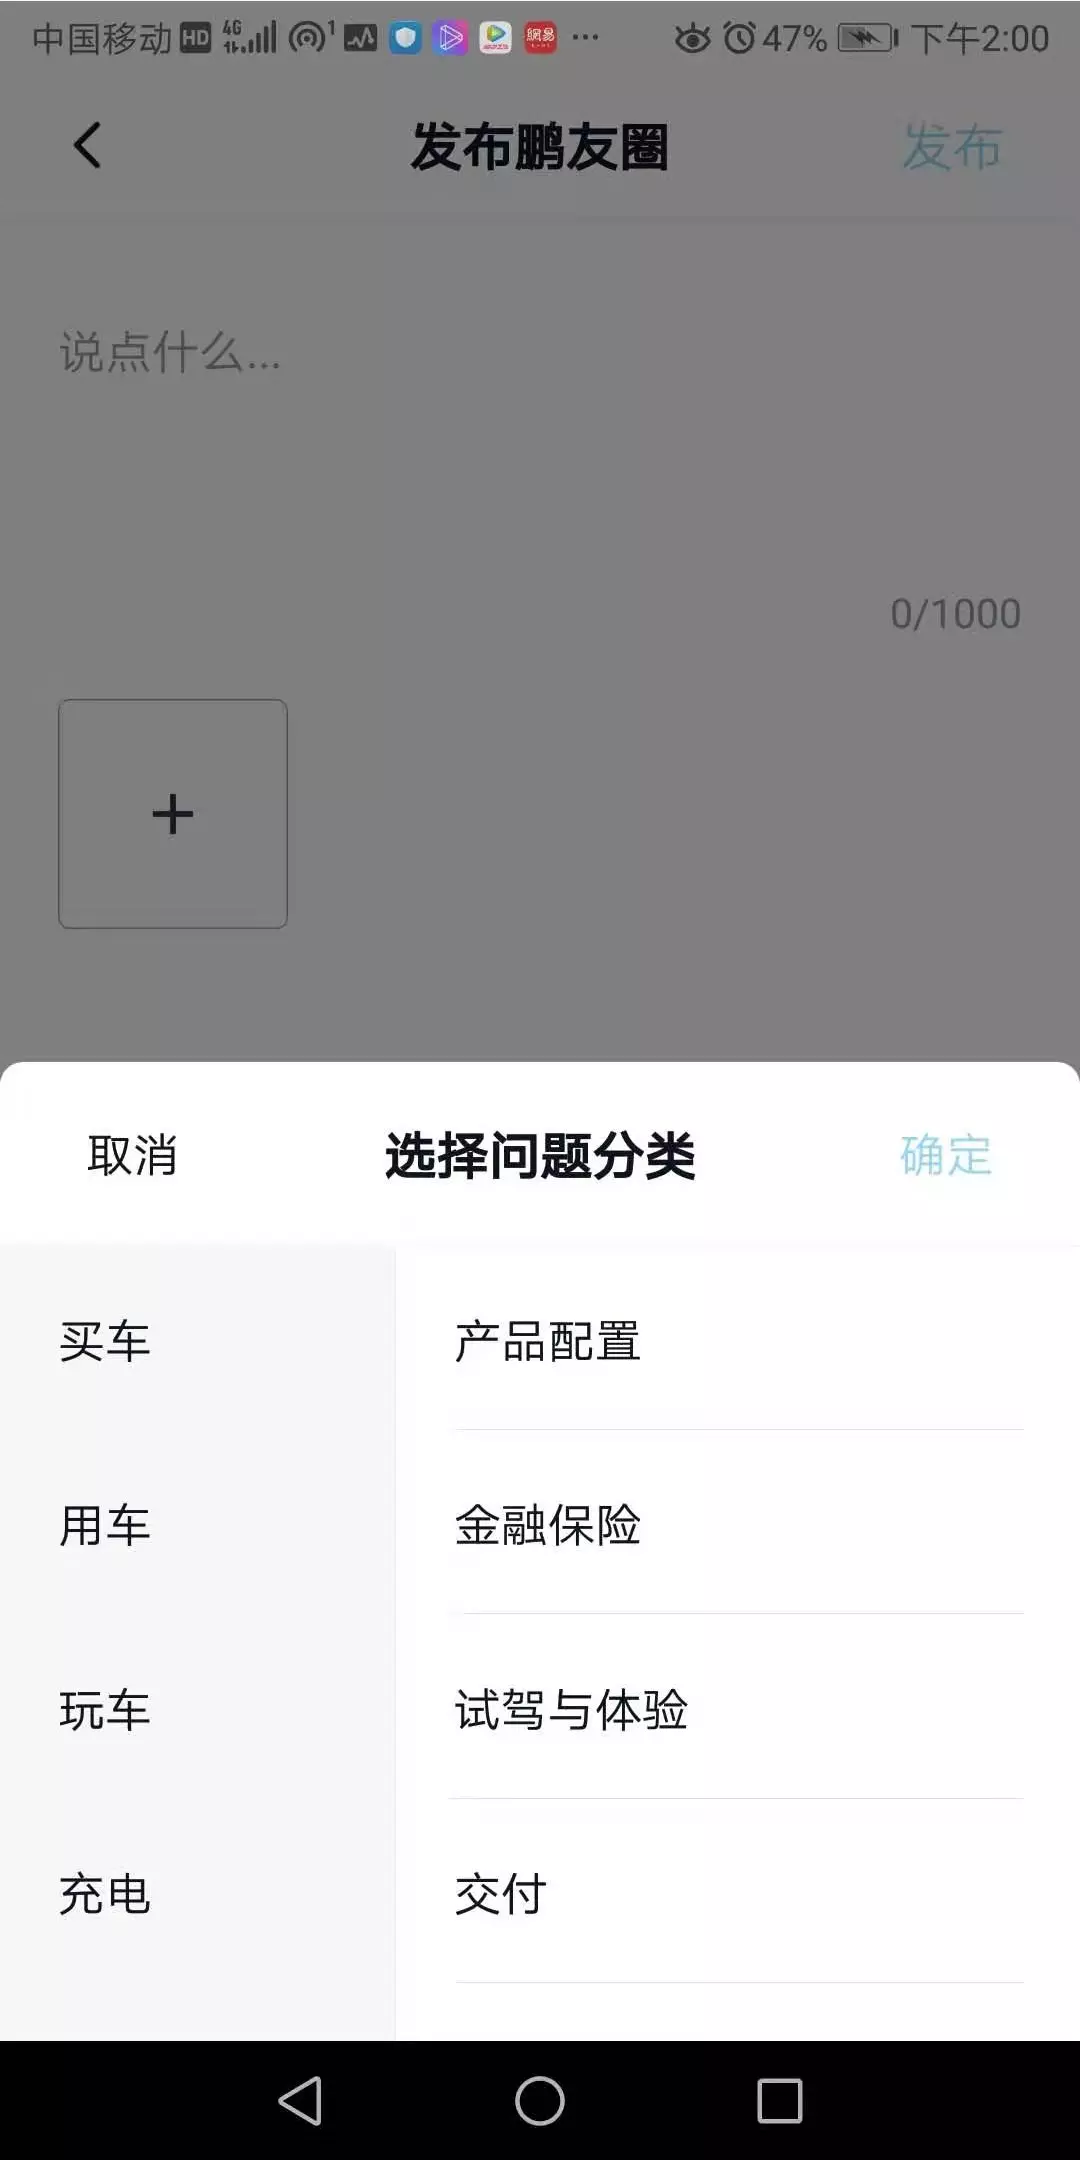 中国移动 HD 4G 1 47% 下午2:00
发布鹏友圈 发布
说点什么...
0/1000
取消 选择问题分类 确定
买车 产品配置
用车 金融保险
玩车 试驾与体验
充电 交付